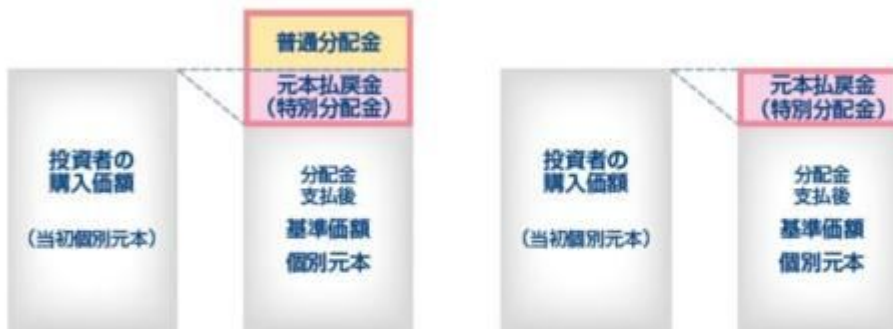 普通分配金
元本払戻金
(特別分配金)
投資者の
購入価額
(当初個別元本)
分配金
支払後
基準価額
個別元本
元本払戻金
(特別分配金)
投資者の
購入価額
(当初個別元本)
分配金
支払後
基準価額
個別元本